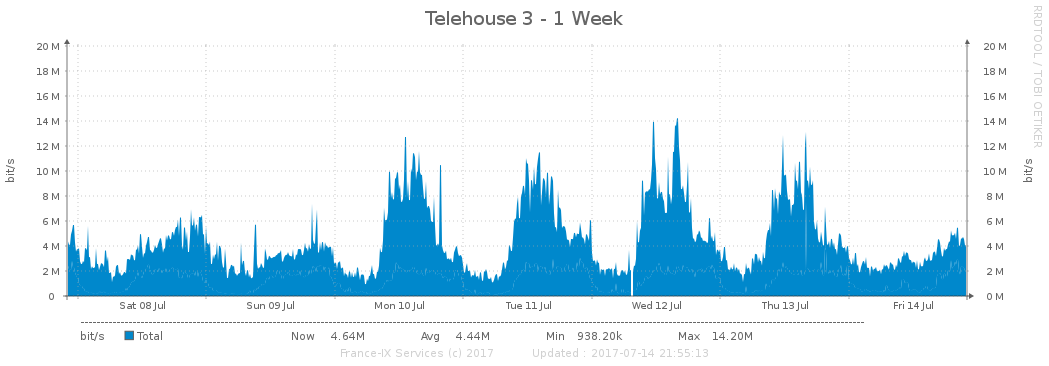 Telehouse 3 - 1 Week
RRDTOOL / TOBI OETIKER
bit/s
20 M 20 M
18 M 18 M
16 M 16 M
14 M 14 M
12 M 12 M
10 M 10 M
8 M 8 M
6 M 6 M
4 M 4 M
2 M 2 M
0 0 M
bit/s
Sat 08 Jul Sun 09 Jul Mon 10 Jul Tue 11 Jul Wed 12 Jul Thu 13 Jul Fri 14 Jul
bit/s Total Now 4.64M Avg 4.44M Min 938.20k Max 14.20M
France-IX Services (c) 2017 Updated : 2017-07-14 21:55:13